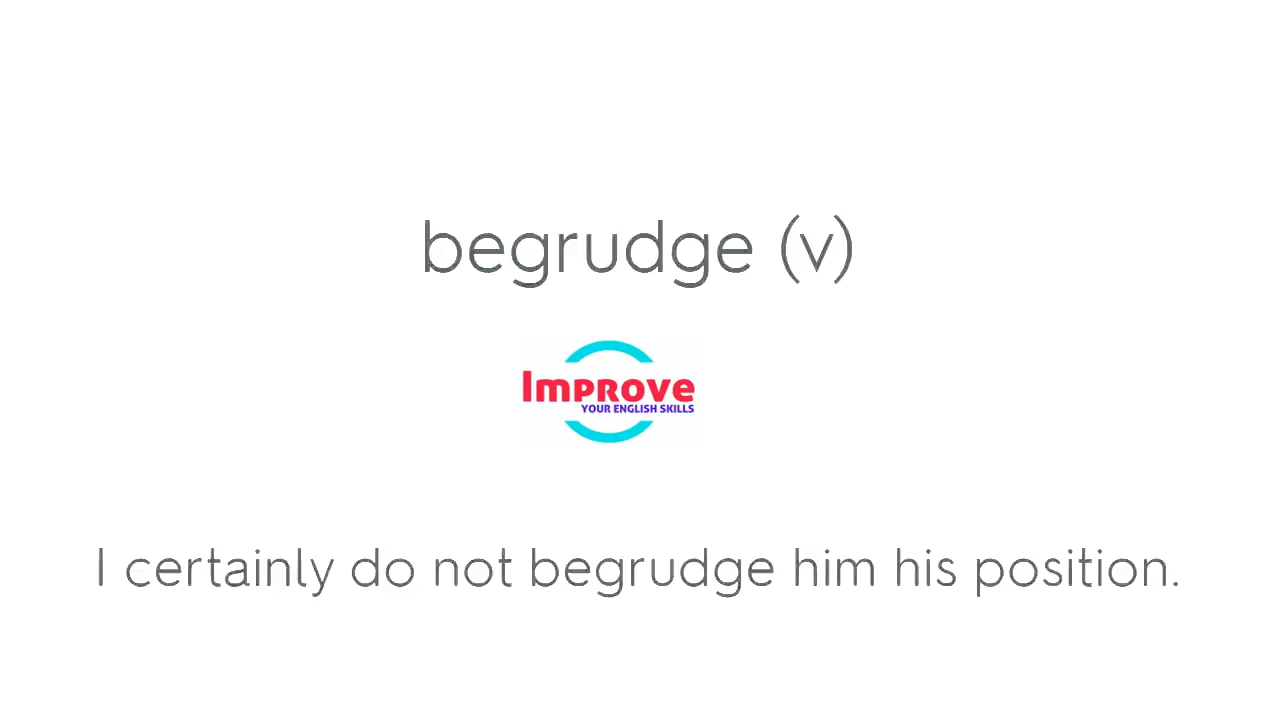 begrudge (v)
Improve
YOUR ENGLISH SKILLS
I certainly do not begrudge him his position.